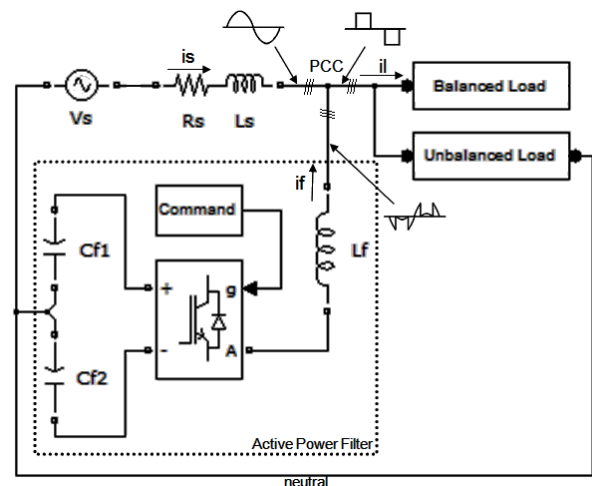 PCC
is
il
Balanced Load
Vs
Rs
Ls
Unbalanced Load
if
Command
Cf1
Lf
+
g
-
A
Cf2
Active Power Filter
neutral